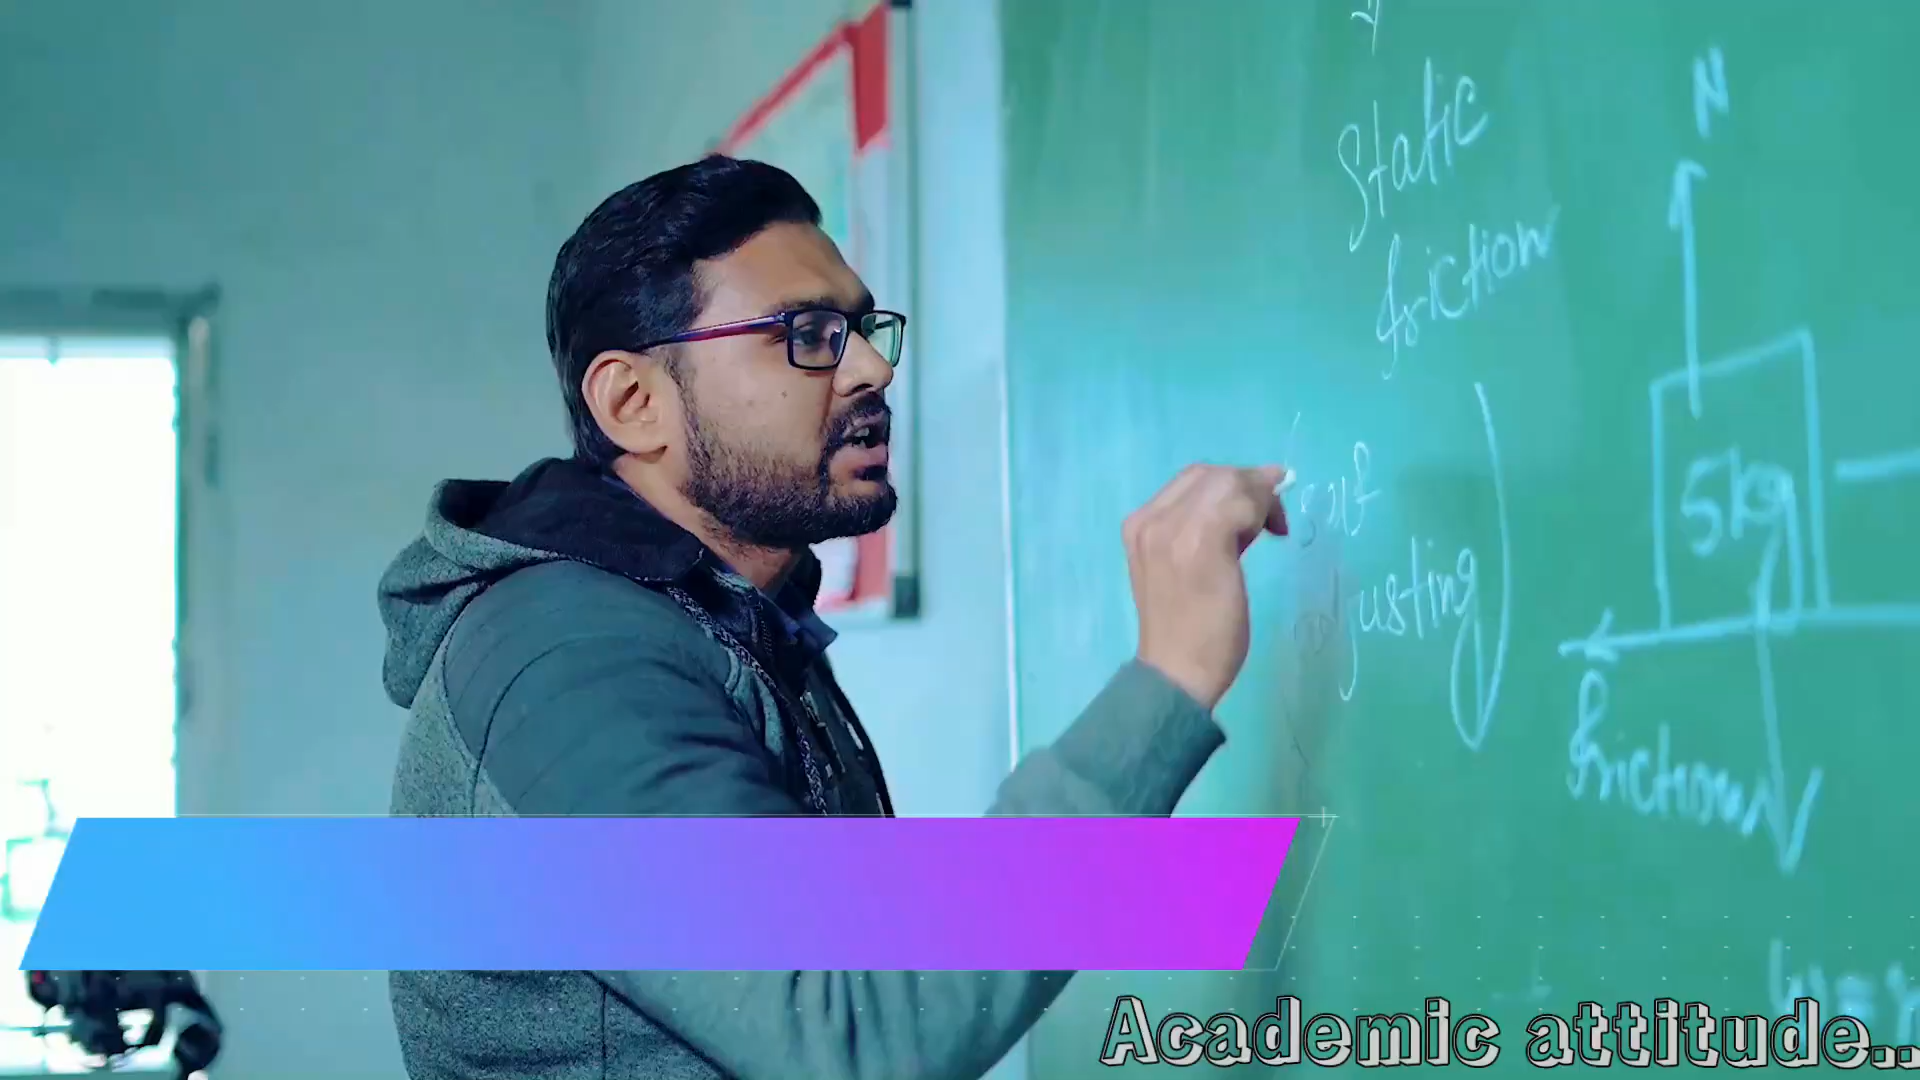 Static
friction
N
self
adjusting
5kg
friction
Academic attitude..